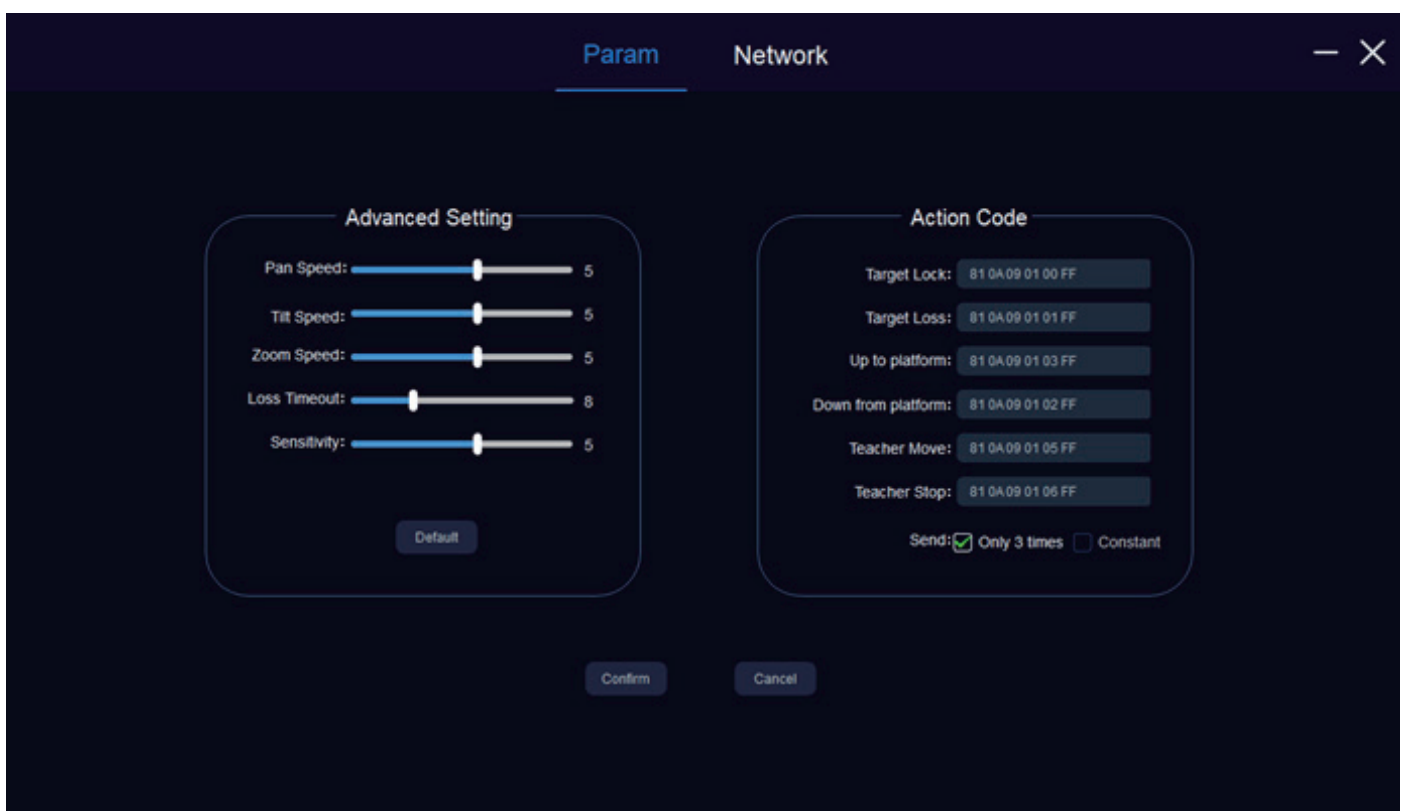 Param Network
Advanced Setting
Pan Speed: 5
Tilt Speed: 5
Zoom Speed: 5
Loss Timeout: 8
Sensitivity: 5
Default
Action Code
Target Lock: 81 0A 09 01 00 FF
Target Loss: 81 0A 09 01 01 FF
Up to platform: 81 0A 09 01 03 FF
Down from platform: 81 0A 09 01 02 FF
Teacher Move: 81 0A 09 01 05 FF
Teacher Stop: 81 0A 09 01 06 FF
Send: Only 3 times Constant
Confirm Cancel